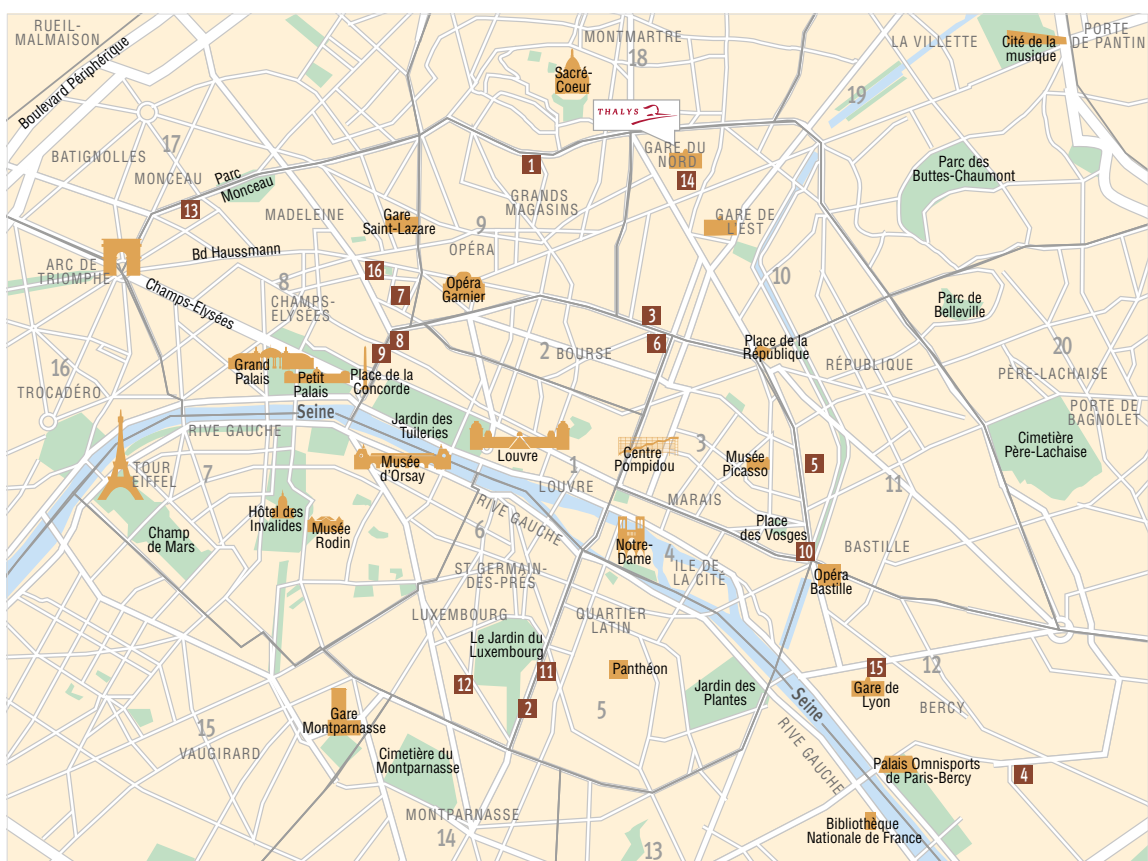 RUEIL-
MALMAISON
Boulevard Périphérique
MONTMARTRE
18
Sacré-
Coeur
LA VILLETTE
Cité de la
musique
PORTE
DE PANTIN
19
THALYS
17
BATIGNOLLES
MONCEAU
Parc
Monceau
13
1
GRANDS
MAGASINS
GARE DU
NORD
14
Parc des
Buttes-Chaumont
MADELEINE
Gare
Saint-Lazare
9
OPÉRA
GARE DE
L'EST
Bd Haussmann
ARC DE
TRIOMPHE
16
8
CHAMPS-
ELYSÉES
Champs-Elysées
7
Opéra
Garnier
10
Parc de
Belleville
3
8
9
6
2 BOURSE
Place de la
République
RÉPUBLIQUE
20
PÈRE-LACHAISE
16
TROCADÉRO
Grand
Palais
Petit
Palais
Place de la
Concorde
PORTE DE
BAGNOLET
Seine
RIVE GAUCHE
Jardin des
Tuileries
Cimetière
Père-Lachaise
TOUR
EIFFEL
7
Musée
d'Orsay
Louvre
1
LOUVRE
Centre
Pompidou
3
Musée
Picasso
5
11
MARAIS
Hôtel des
Invalides
Musée
Rodin
Champ
de Mars
RIVE GAUCHE
6
Place
des Vosges
Notre-
Dame
4
ILE DE
LA CITÉ
10
BASTILLE
Opéra
Bastille
ST GERMAIN-
DES-PRÉS
LUXEMBOURG
QUARTIER
LATIN
Le Jardin du
Luxembourg
11
12
2
Panthéon
5
Jardin des
Plantes
15
12
Gare de
Lyon
BERCY
Seine
RIVE GAUCHE
15
VAUGIRARD
Gare
Montparnasse
Cimetière du
Montparnasse
Palais Omnisports
de Paris-Bercy
4
MONTPARNASSE
14
13
Bibliothèque
Nationale de France